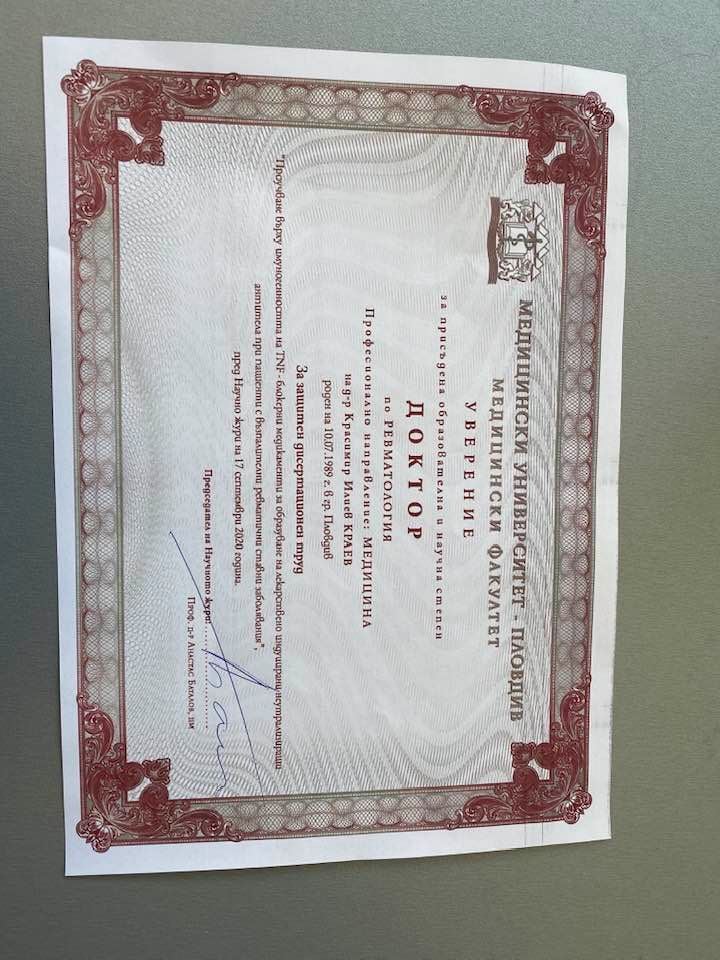 МЕДИЦИНСКИ УНИВЕРСИТЕТ - ПЛОВДИВ
МЕДИЦИНСКИ ФАКУЛТЕТ
УВЕРЕНИЕ
за присъдена образователна и научна степен
ДОКТОР
по РЕВМАТОЛОГИЯ
Професионално направление: МЕДИЦИНА
на д-р Красимир Илиев КРАЕВ
роден на 10.07.1989 г. в гр. Пловдив
За защитен дисертационен труд
"Проучване върху имуногенността на TNF - блокерни медикаменти за образуване на лекарствено индуциращи неутрализиращи
антитела при пациенти с възпалителни ревматични ставни заболявания",
пред Научно жури на 17 септември 2020 година.
Председател на Научното жури: ....................
Проф. д-р Анастас Баталов, дм